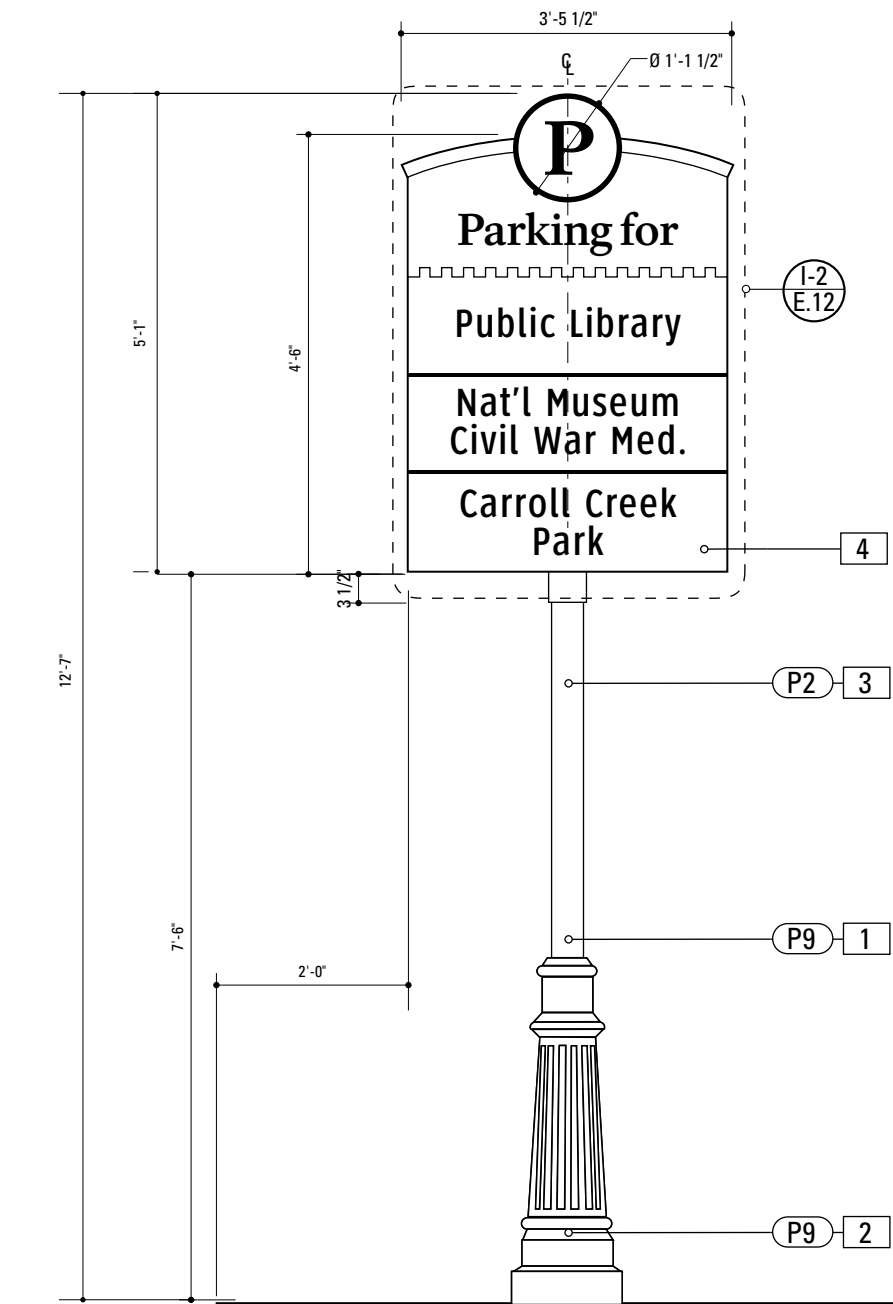 3'-5 1/2"
℄
Ø 1'-1 1/2"
P
Parking for
I-2
E.12
Public Library
5'-1"
4'-6"
Nat'l Museum
Civil War Med.
Carroll Creek
Park
4
3 1/2"
12'-7"
P2
3
7'-6"
P9
1
2'-0"
P9
2